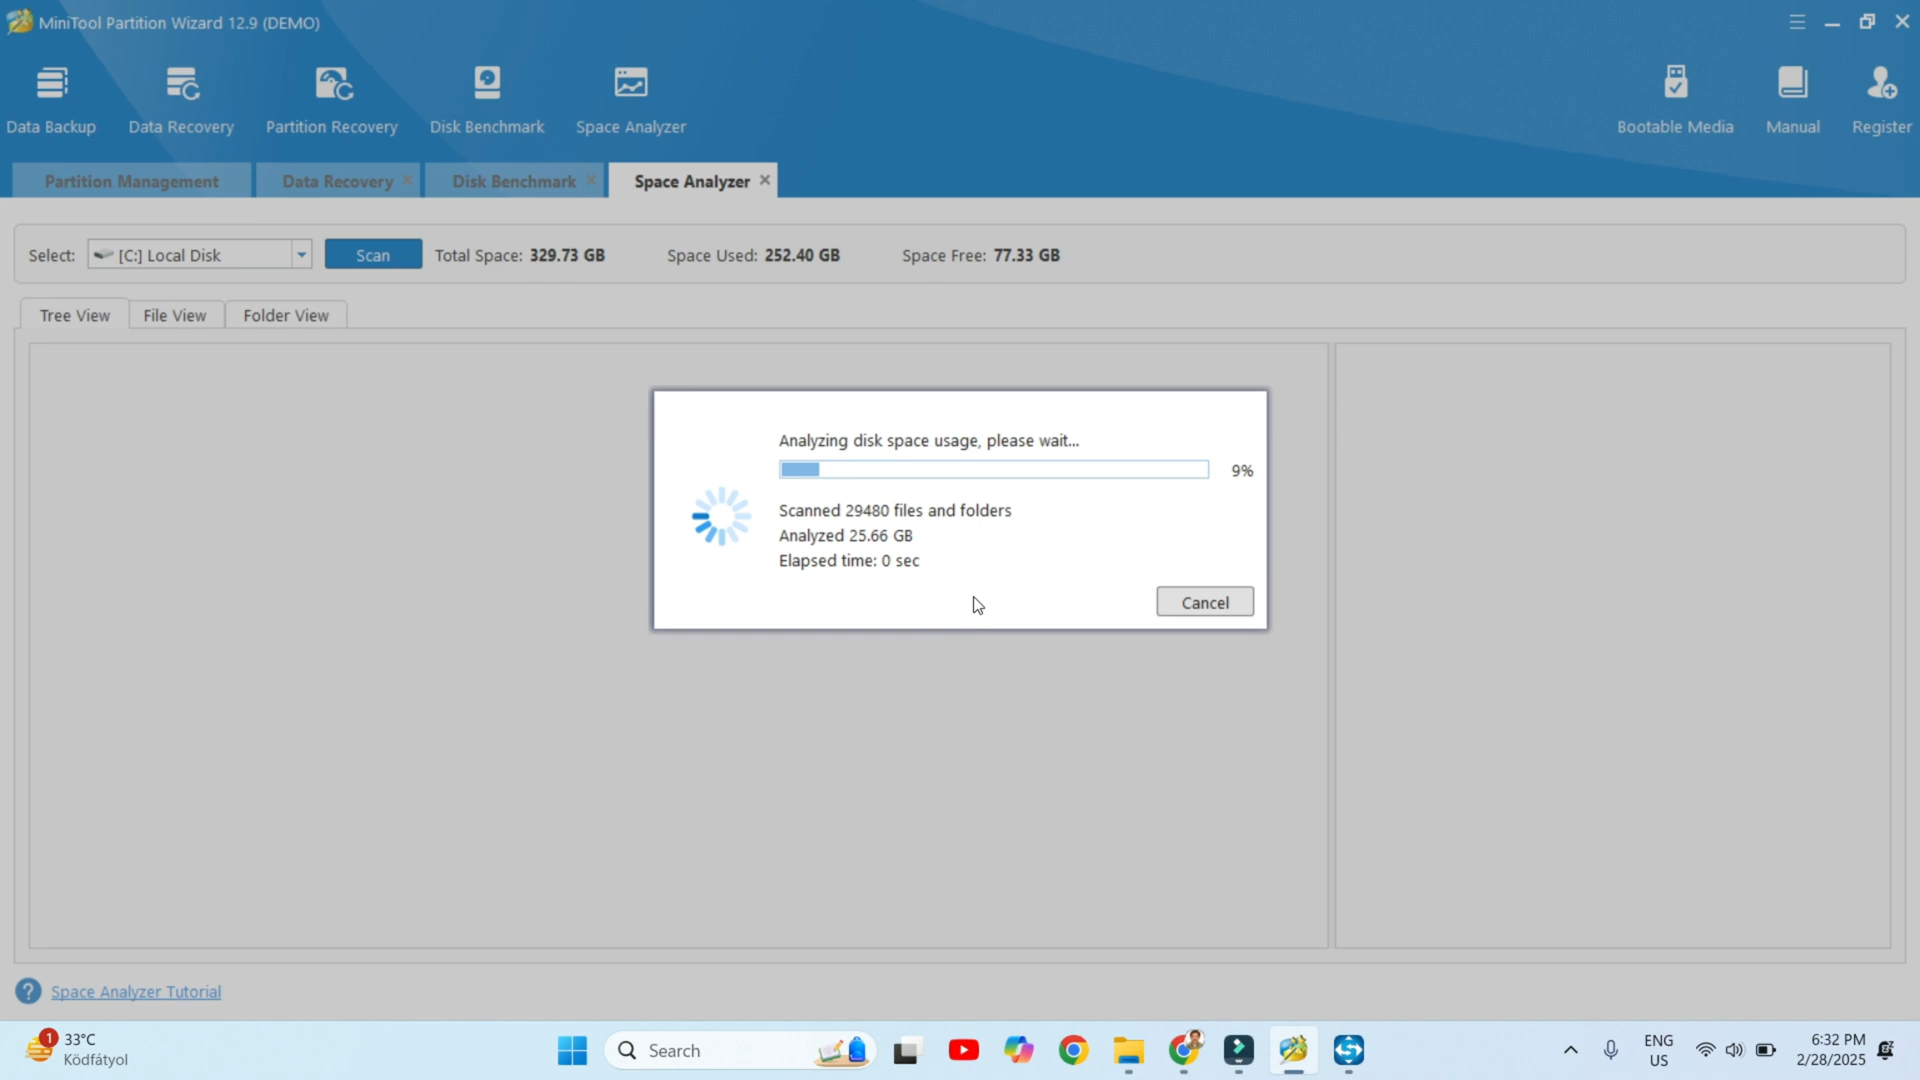 MiniTool Partition Wizard 12.9 (DEMO)
Data Backup
Data Recovery
Partition Recovery
Disk Benchmark
Space Analyzer
Bootable Media
Manual
Register
Partition Management
Data Recovery
Disk Benchmark
Space Analyzer
Select: [C:] Local Disk Scan Total Space: 329.73 GB Space Used: 252.40 GB Space Free: 77.33 GB
Tree View
File View
Folder View
Analyzing disk space usage, please wait...
9%
Scanned 29480 files and folders
Analyzed 25.66 GB
Elapsed time: 0 sec
Cancel
? Space Analyzer Tutorial
1
33°C
Ködfátyol
Search
ENG
US
6:32 PM
2/28/2025